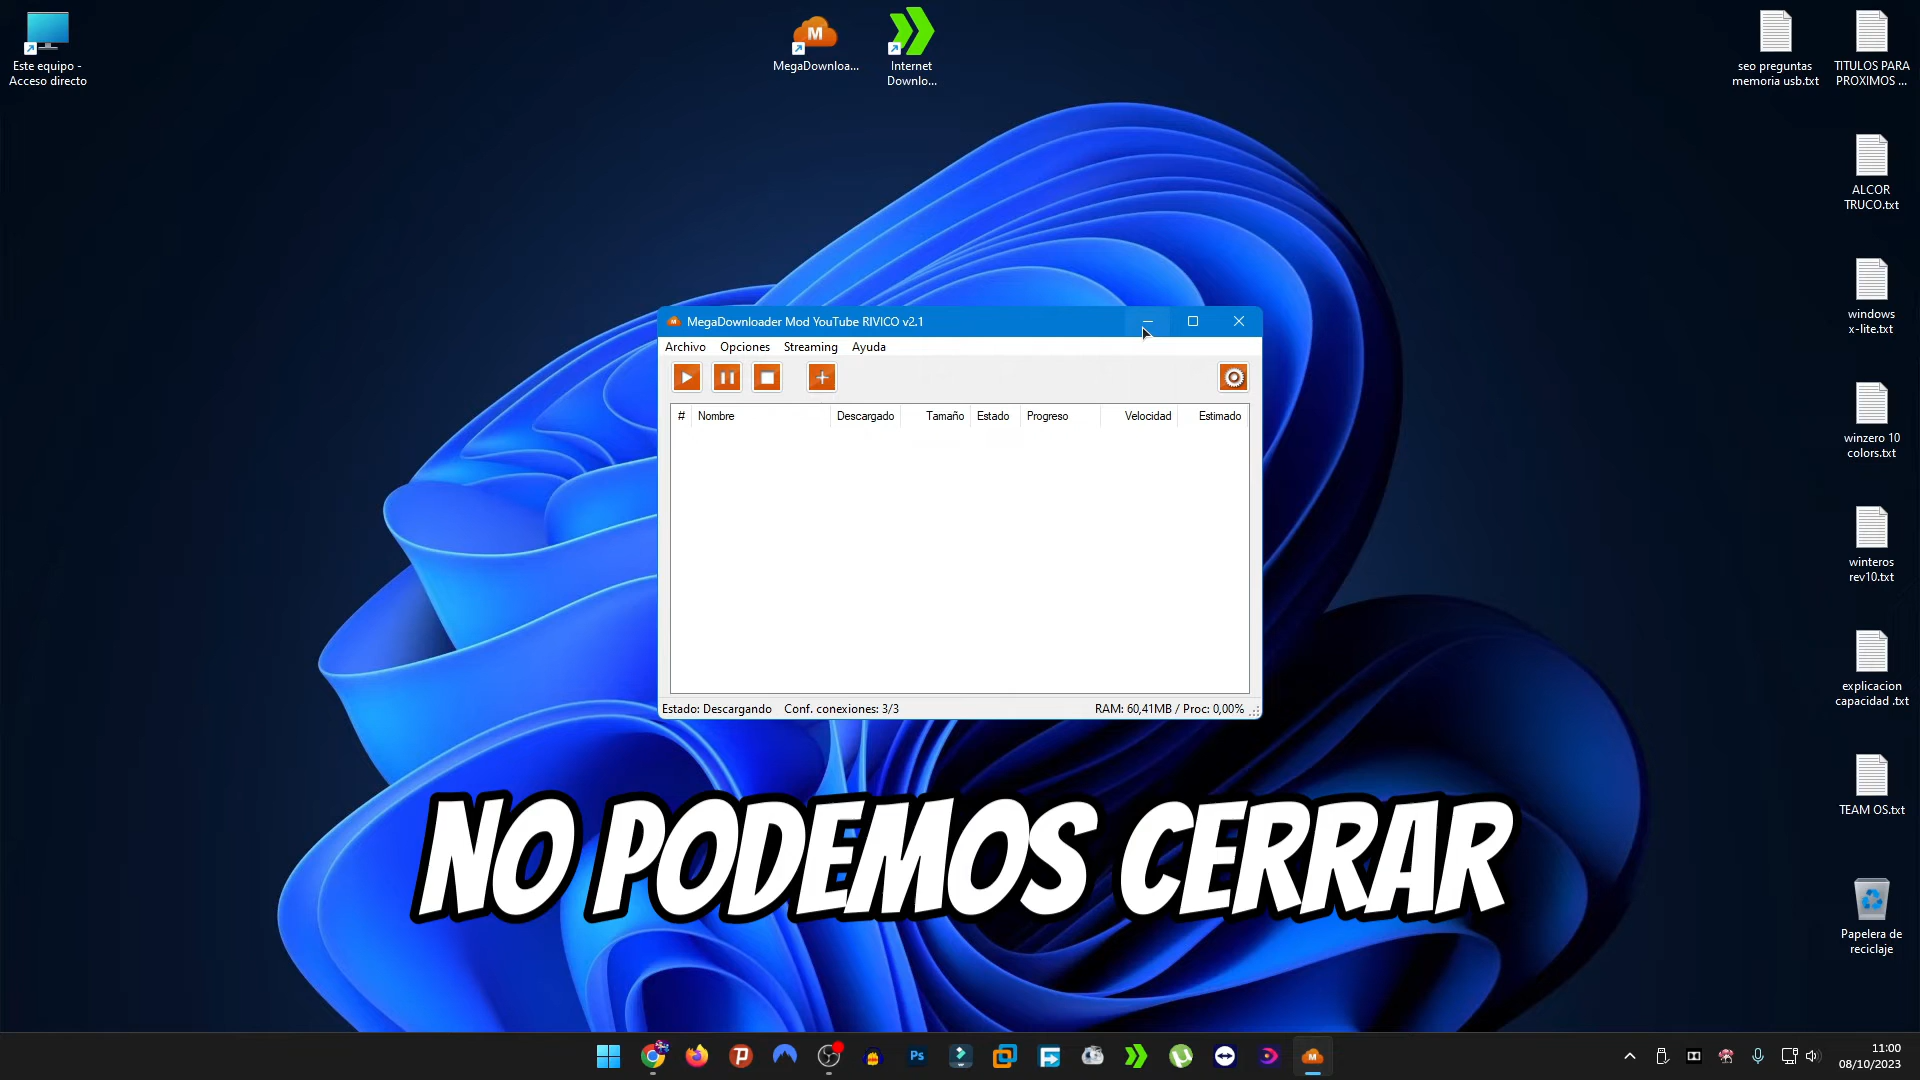 Este equipo -
Acceso directo
MegaDownloa...
Internet
Downlo...
seo preguntas
memoria usb.txt
TITULOS PARA
PROXIMOS ...
ALCOR
TRUCO.txt
windows
x-lite.txt
winzero 10
colors.txt
winteros
rev10.txt
explicacion
capacidad .txt
TEAM OS.txt
Papelera de
reciclaje
MegaDownloader Mod YouTube RIVICO v2.1
Archivo Opciones Streaming Ayuda
# Nombre Descargado Tamaño Estado Progreso Velocidad Estimado
Estado: Descargando Conf. conexiones: 3/3 RAM: 60,41MB / Proc: 0,00%
NO PODEMOS CERRAR
Ps
11:00
08/10/2023